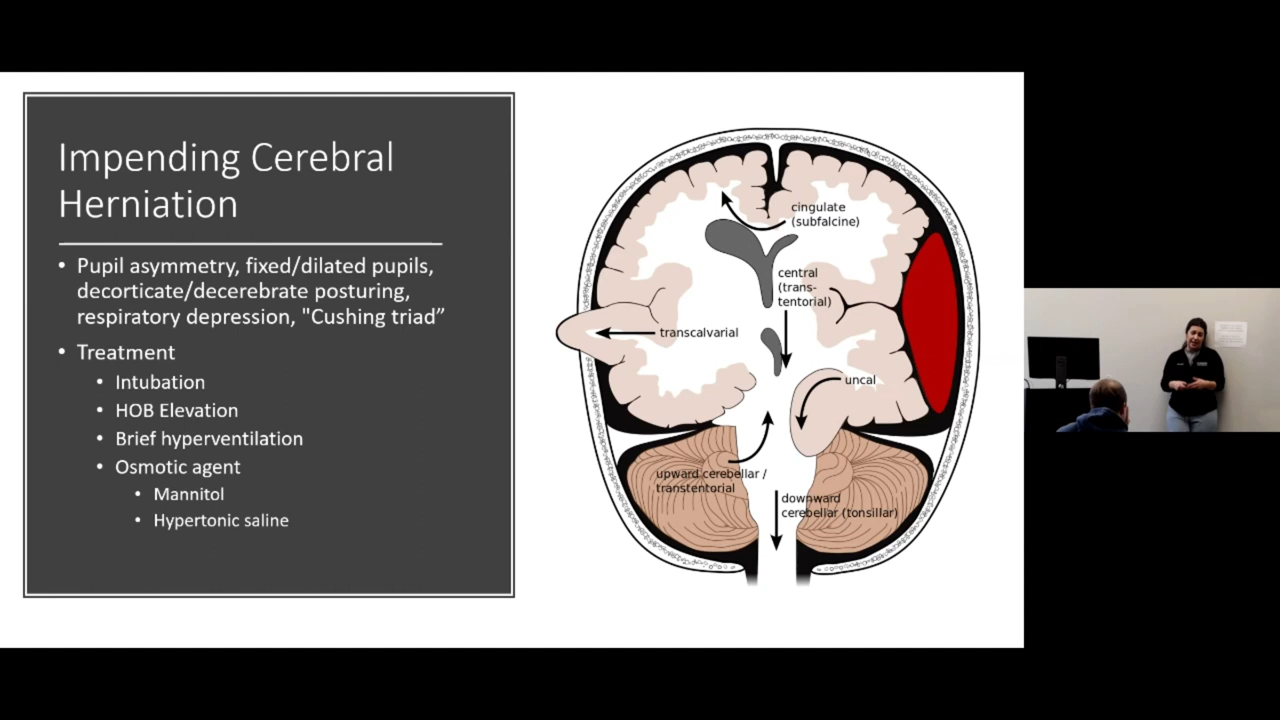 Impending Cerebral
Herniation
• Pupil asymmetry, fixed/dilated pupils,
decorticate/decerebrate posturing,
respiratory depression, "Cushing triad”
• Treatment
• Intubation
• HOB Elevation
• Brief hyperventilation
• Osmotic agent
• Mannitol
• Hypertonic saline
cingulate
(subfalcine)
central
(trans-
tentorial)
transcalvarial
uncal
upward cerebellar /
transtentorial
downward
cerebellar (tonsillar)